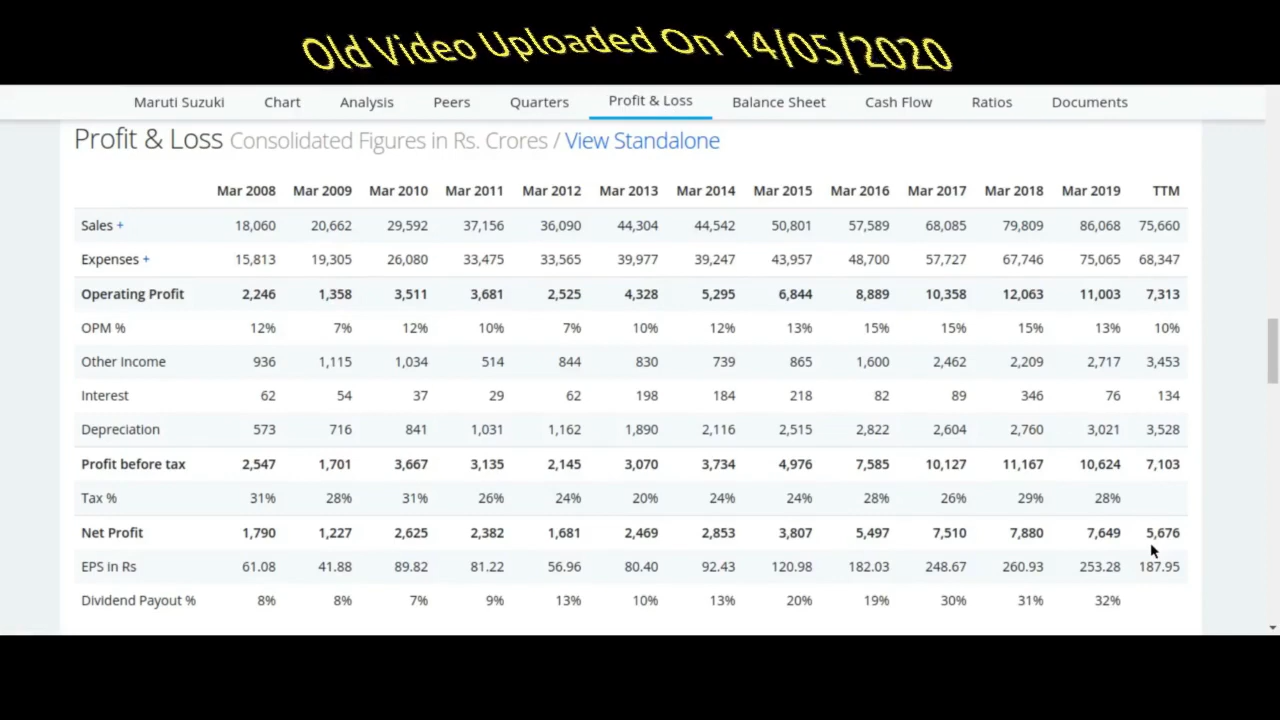 Old Video Uploaded On 14/05/2020
Maruti Suzuki Chart Analysis Peers Quarters Profit & Loss Balance Sheet Cash Flow Ratios Documents
Profit & Loss Consolidated Figures in Rs. Crores / View Standalone
Mar 2008 Mar 2009 Mar 2010 Mar 2011 Mar 2012 Mar 2013 Mar 2014 Mar 2015 Mar 2016 Mar 2017 Mar 2018 Mar 2019 TTM
Sales + 18,060 20,662 29,592 37,156 36,090 44,304 44,542 50,801 57,589 68,085 79,809 86,068 75,660
Expenses + 15,813 19,305 26,080 33,475 33,565 39,977 39,247 43,957 48,700 57,727 67,746 75,065 68,347
Operating Profit 2,246 1,358 3,511 3,681 2,525 4,328 5,295 6,844 8,889 10,358 12,063 11,003 7,313
OPM % 12% 7% 12% 10% 7% 10% 12% 13% 15% 15% 15% 13% 10%
Other Income 936 1,115 1,034 514 844 830 739 865 1,600 2,462 2,209 2,717 3,453
Interest 62 54 37 29 62 198 184 218 82 89 346 76 134
Depreciation 573 716 841 1,031 1,162 1,890 2,116 2,515 2,822 2,604 2,760 3,021 3,528
Profit before tax 2,547 1,701 3,667 3,135 2,145 3,070 3,734 4,976 7,585 10,127 11,167 10,624 7,103
Tax % 31% 28% 31% 26% 24% 20% 24% 24% 28% 26% 29% 28%
Net Profit 1,790 1,227 2,625 2,382 1,681 2,469 2,853 3,807 5,497 7,510 7,880 7,649 5,676
EPS in Rs 61.08 41.88 89.82 81.22 56.96 80.40 92.43 120.98 182.03 248.67 260.93 253.28 187.95
Dividend Payout % 8% 8% 7% 9% 13% 10% 13% 20% 19% 30% 31% 32%